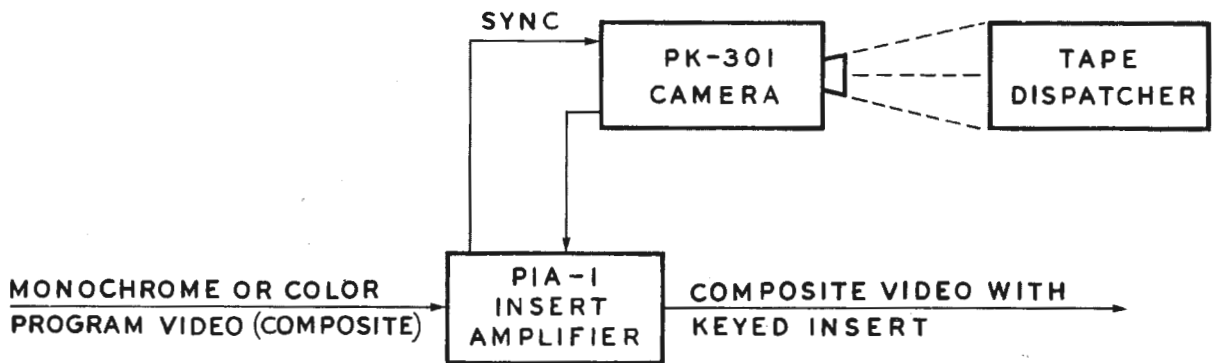 SYNC
PK-301
CAMERA
TAPE
DISPATCHER
MONOCHROME OR COLOR
PROGRAM VIDEO (COMPOSITE)
PIA-1
INSERT
AMPLIFIER
COMPOSITE VIDEO WITH
KEYED INSERT